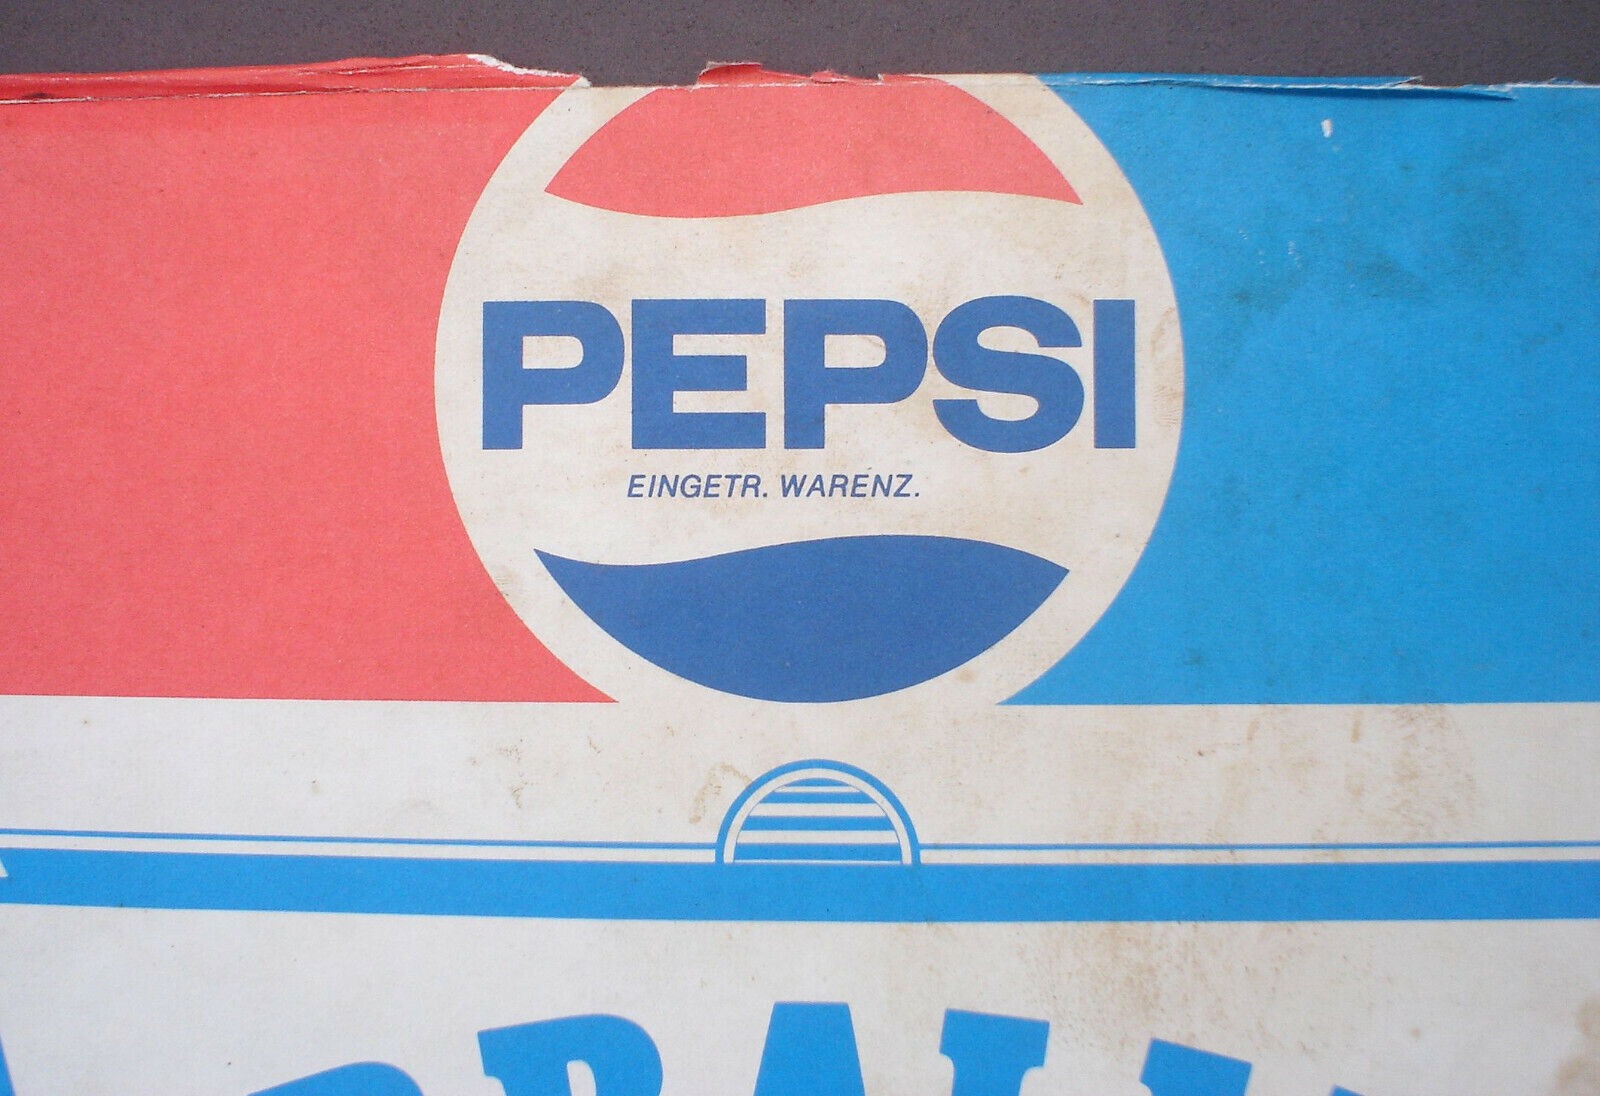 PEPSI
EINGETR. WARENZ.